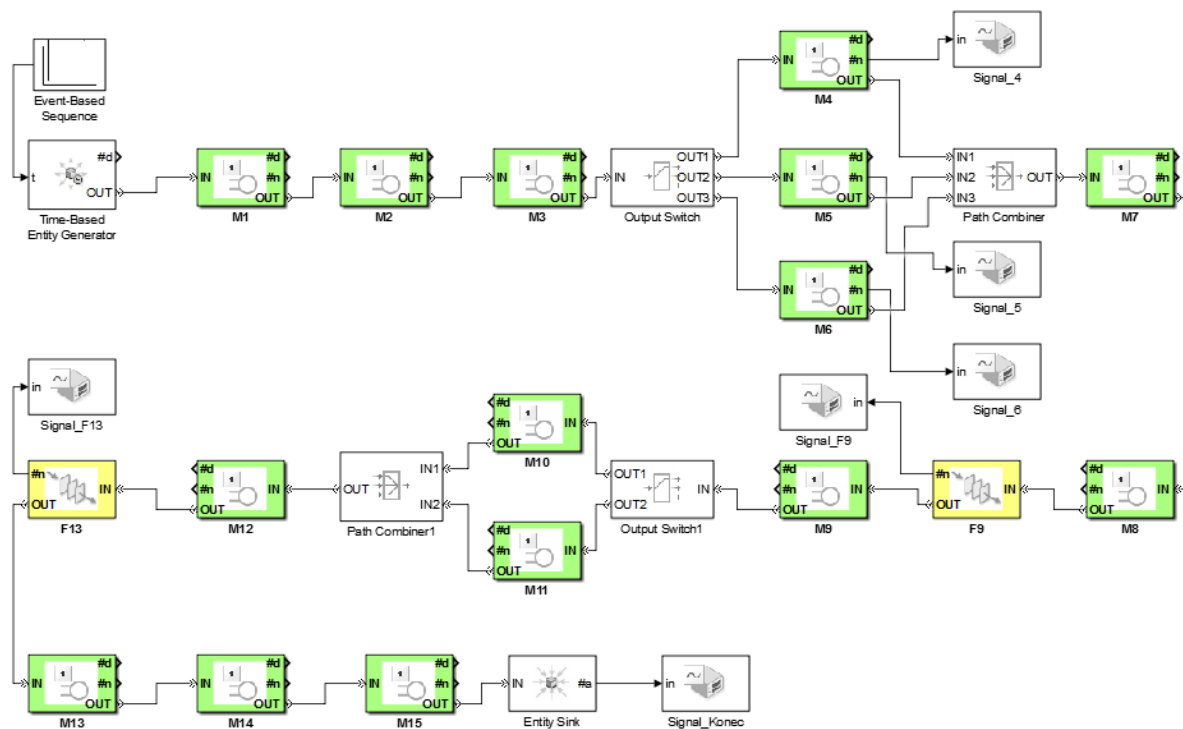 Event-Based
Sequence
t
#d
OUT
Time-Based
Entity Generator
IN
1
#d
#n
OUT
M1
IN
1
#d
#n
OUT
M2
IN
1
#d
#n
OUT
M3
IN
OUT1
OUT2
OUT3
Output Switch
IN
1
#d
#n
OUT
M4
in
Signal_4
IN
1
#d
#n
OUT
M5
IN1
IN2
IN3
OUT
Path Combiner
IN
1
#d
#n
OUT
M7
in
Signal_5
IN
1
#d
#n
OUT
M6
in
Signal_6
in
Signal_F13
#n
OUT
IN
F13
#d
#n
OUT
1
IN
M12
OUT
IN1
IN2
Path Combiner1
#d
#n
OUT
1
IN
M10
#d
#n
OUT
1
IN
M11
OUT1
OUT2
IN
Output Switch1
in
Signal_F9
#d
#n
OUT
1
IN
M9
#n
OUT
IN
F9
#d
#n
OUT
1
IN
M8
IN
1
#d
#n
OUT
M13
IN
1
#d
#n
OUT
M14
IN
1
#d
#n
OUT
M15
IN
#a
Entity Sink
in
Signal_Konec